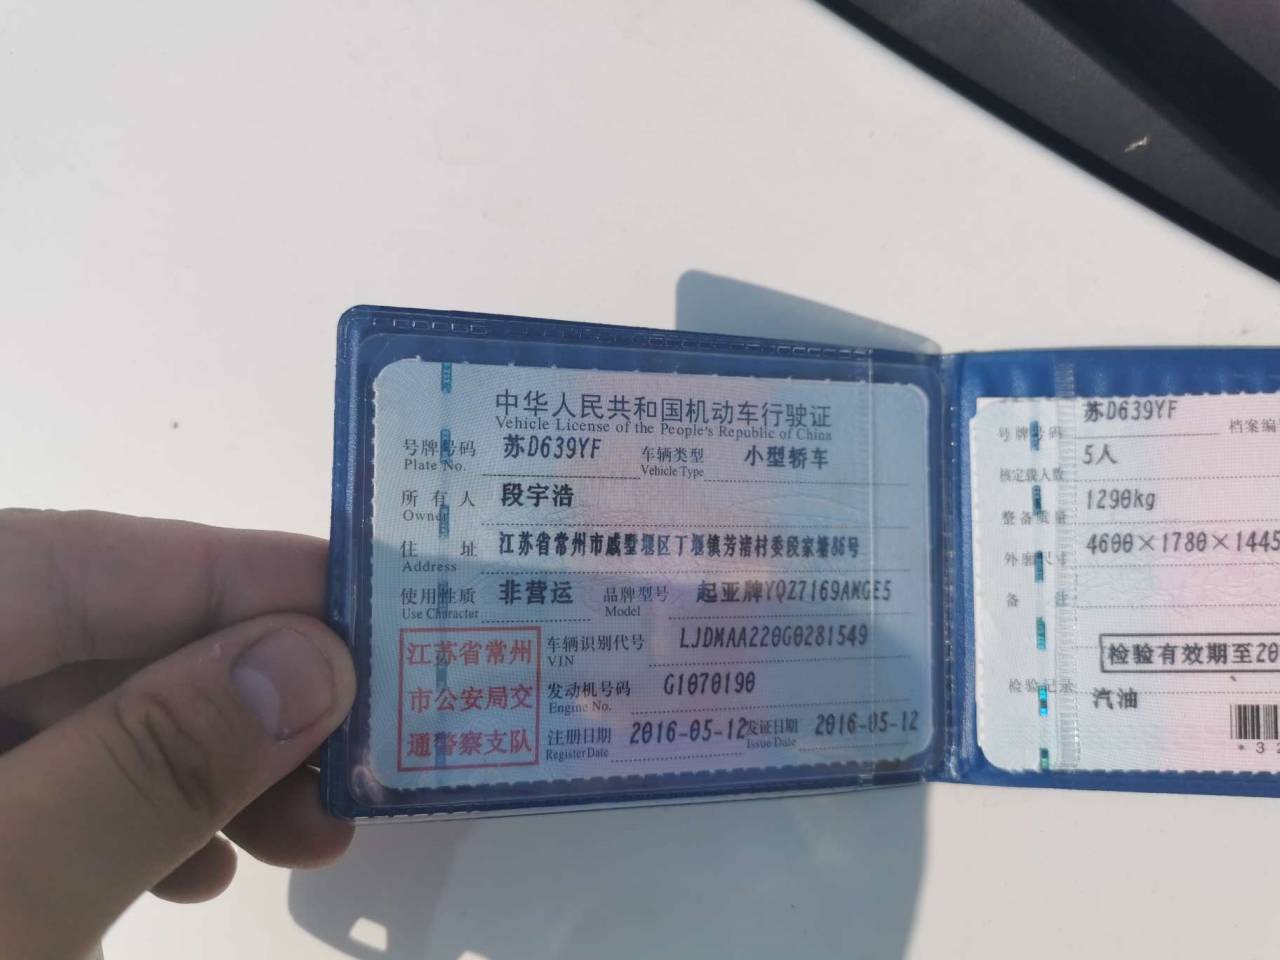 中华人民共和国机动车行驶证
Vehicle License of the People's Republic of China
号牌号码 苏D639YF 车辆类型 小型轿车
Plate No. Vehicle Type
所有人 段宇浩
Owner
住址 江苏省常州市戚墅堰区丁堰镇芳渚村委段家塘86号
Address
使用性质 非营运 品牌型号 起亚牌YQZ7169AMGE5
Use Character Model
江苏省常州
市公安局交
通警察支队
车辆识别代号 LJDMAA220G0281549
VIN
发动机号码 G1070190
Engine No.
注册日期 2016-05-12 发证日期 2016-05-12
Register Date Issue Date
号牌号码 苏D639YF 档案编
核定载人数 5人
整备质量 1290kg
外廓尺寸 4600×1780×1445
备注
检验有效期至20
检验记录
汽油
*32